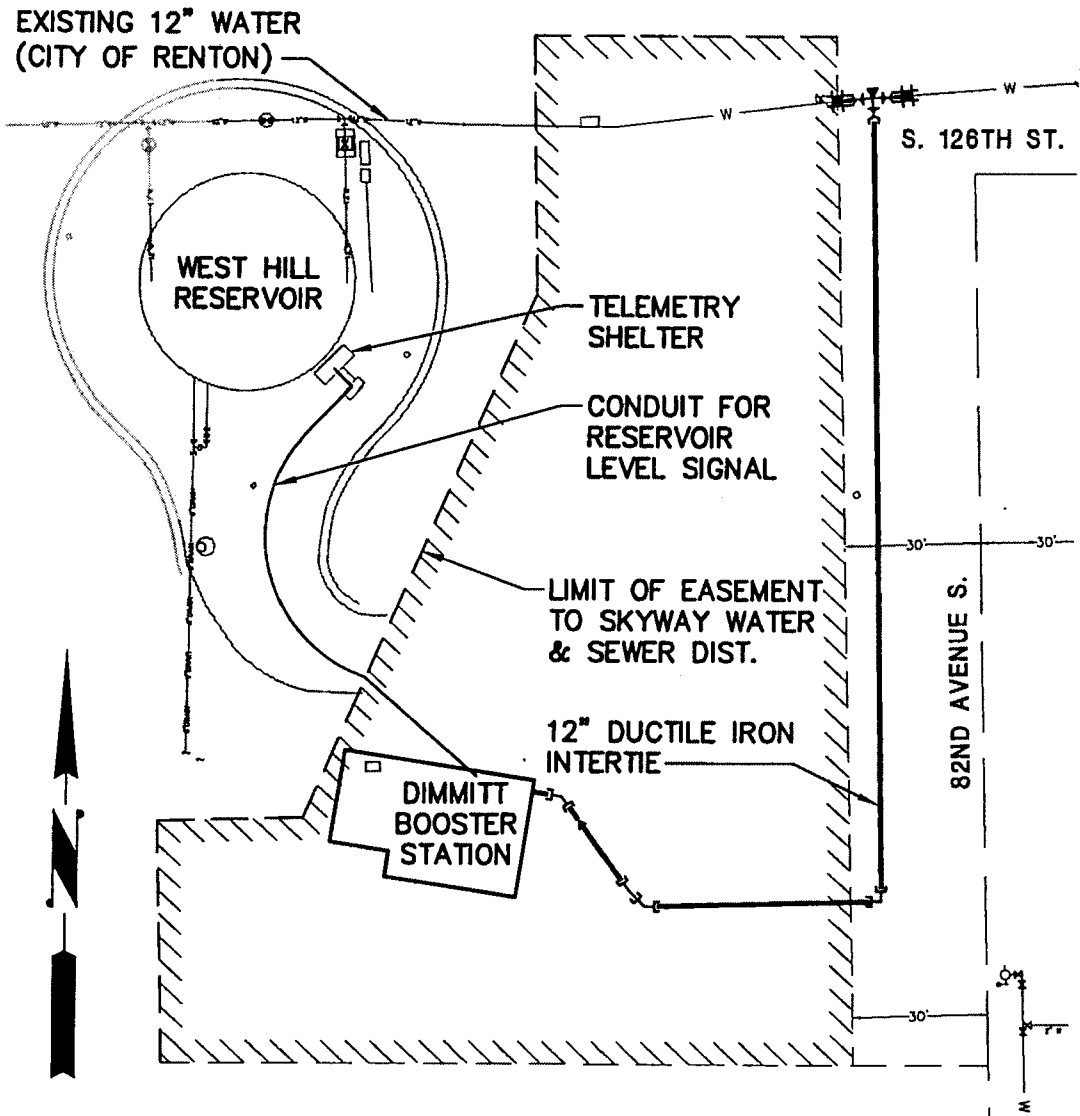 EXISTING 12" WATER
(CITY OF RENTON)
W
W
S. 126TH ST.
WEST HILL
RESERVOIR
TELEMETRY
SHELTER
CONDUIT FOR
RESERVOIR
LEVEL SIGNAL
30'
30'
LIMIT OF EASEMENT
TO SKYWAY WATER
& SEWER DIST.
82ND AVENUE S.
12" DUCTILE IRON
INTERTIE
DIMMITT
BOOSTER
STATION
N
30'
W